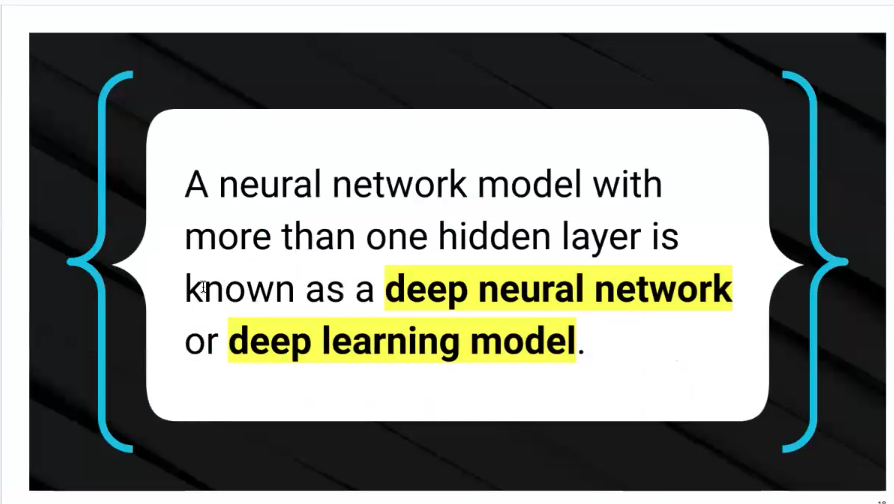 A neural network model with
more than one hidden layer is
known as a deep neural network
or deep learning model.